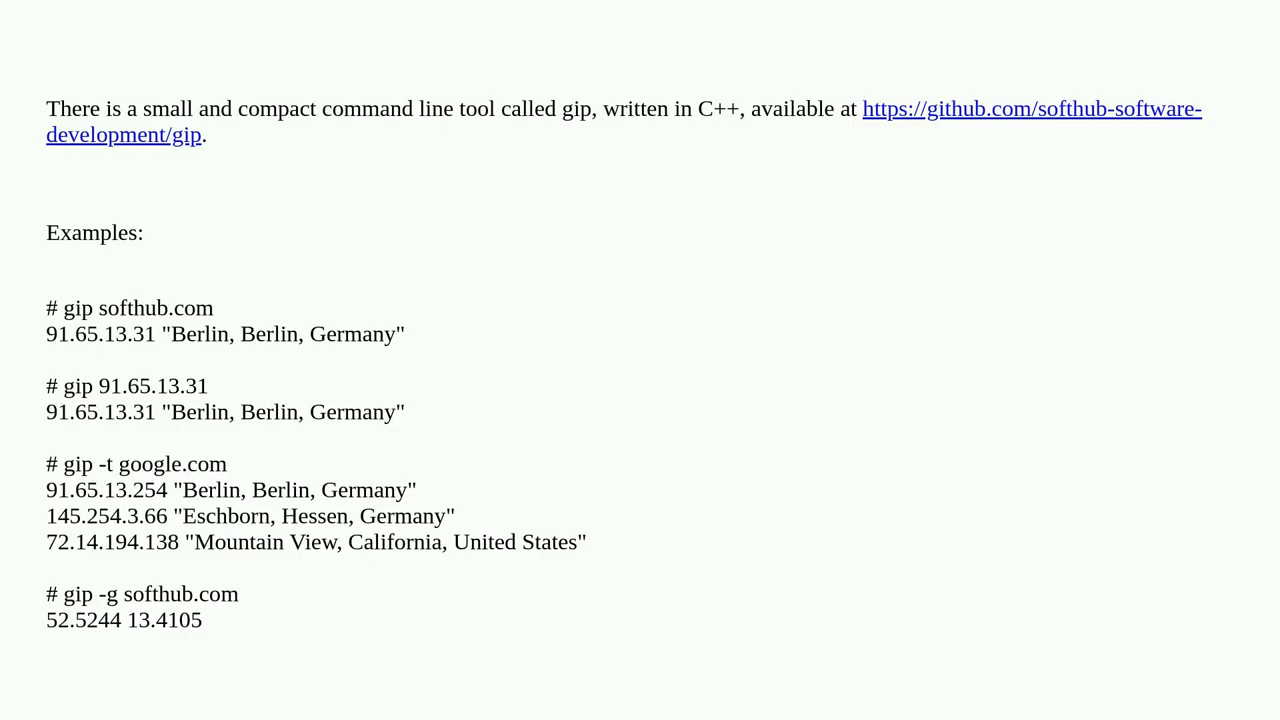 There is a small and compact command line tool called gip, written in C++, available at https://github.com/softhub-software-
development/gip.
Examples:
# gip softhub.com
91.65.13.31 "Berlin, Berlin, Germany"
# gip 91.65.13.31
91.65.13.31 "Berlin, Berlin, Germany"
# gip -t google.com
91.65.13.254 "Berlin, Berlin, Germany"
145.254.3.66 "Eschborn, Hessen, Germany"
72.14.194.138 "Mountain View, California, United States"
# gip -g softhub.com
52.5244 13.4105